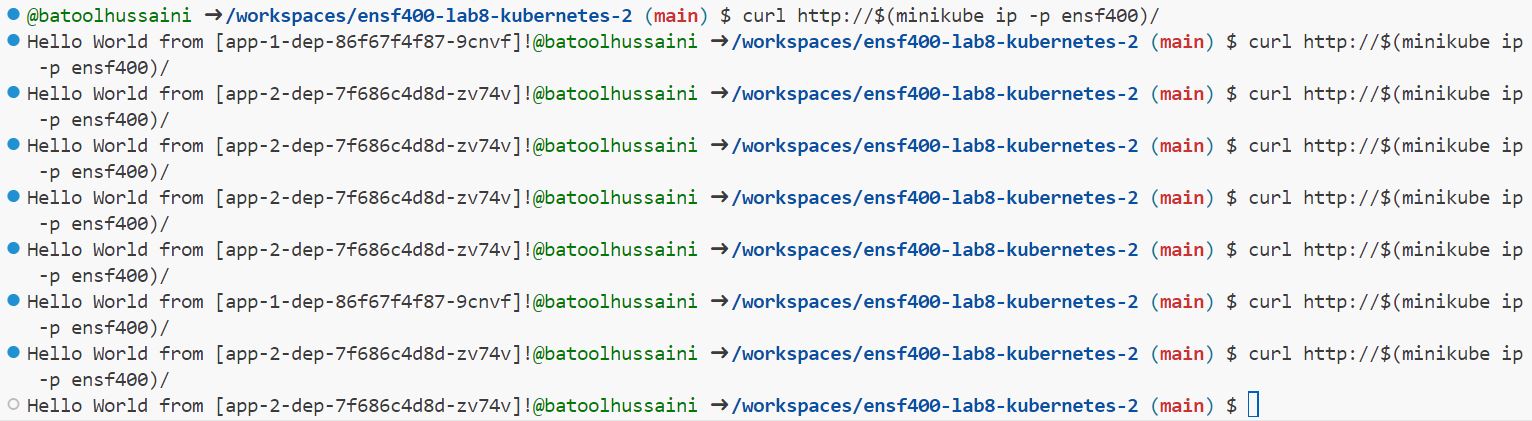 @batoolhussaini ➜/workspaces/ensf400-lab8-kubernetes-2 (main) $ curl http://$(minikube ip -p ensf400)/
Hello World from [app-1-dep-86f67f4f87-9cnvf]!@batoolhussaini ➜/workspaces/ensf400-lab8-kubernetes-2 (main) $ curl http://$(minikube ip
-p ensf400)/
Hello World from [app-2-dep-7f686c4d8d-zv74v]!@batoolhussaini ➜/workspaces/ensf400-lab8-kubernetes-2 (main) $ curl http://$(minikube ip
-p ensf400)/
Hello World from [app-2-dep-7f686c4d8d-zv74v]!@batoolhussaini ➜/workspaces/ensf400-lab8-kubernetes-2 (main) $ curl http://$(minikube ip
-p ensf400)/
Hello World from [app-2-dep-7f686c4d8d-zv74v]!@batoolhussaini ➜/workspaces/ensf400-lab8-kubernetes-2 (main) $ curl http://$(minikube ip
-p ensf400)/
Hello World from [app-2-dep-7f686c4d8d-zv74v]!@batoolhussaini ➜/workspaces/ensf400-lab8-kubernetes-2 (main) $ curl http://$(minikube ip
-p ensf400)/
Hello World from [app-1-dep-86f67f4f87-9cnvf]!@batoolhussaini ➜/workspaces/ensf400-lab8-kubernetes-2 (main) $ curl http://$(minikube ip
-p ensf400)/
Hello World from [app-2-dep-7f686c4d8d-zv74v]!@batoolhussaini ➜/workspaces/ensf400-lab8-kubernetes-2 (main) $ curl http://$(minikube ip
-p ensf400)/
Hello World from [app-2-dep-7f686c4d8d-zv74v]!@batoolhussaini ➜/workspaces/ensf400-lab8-kubernetes-2 (main) $